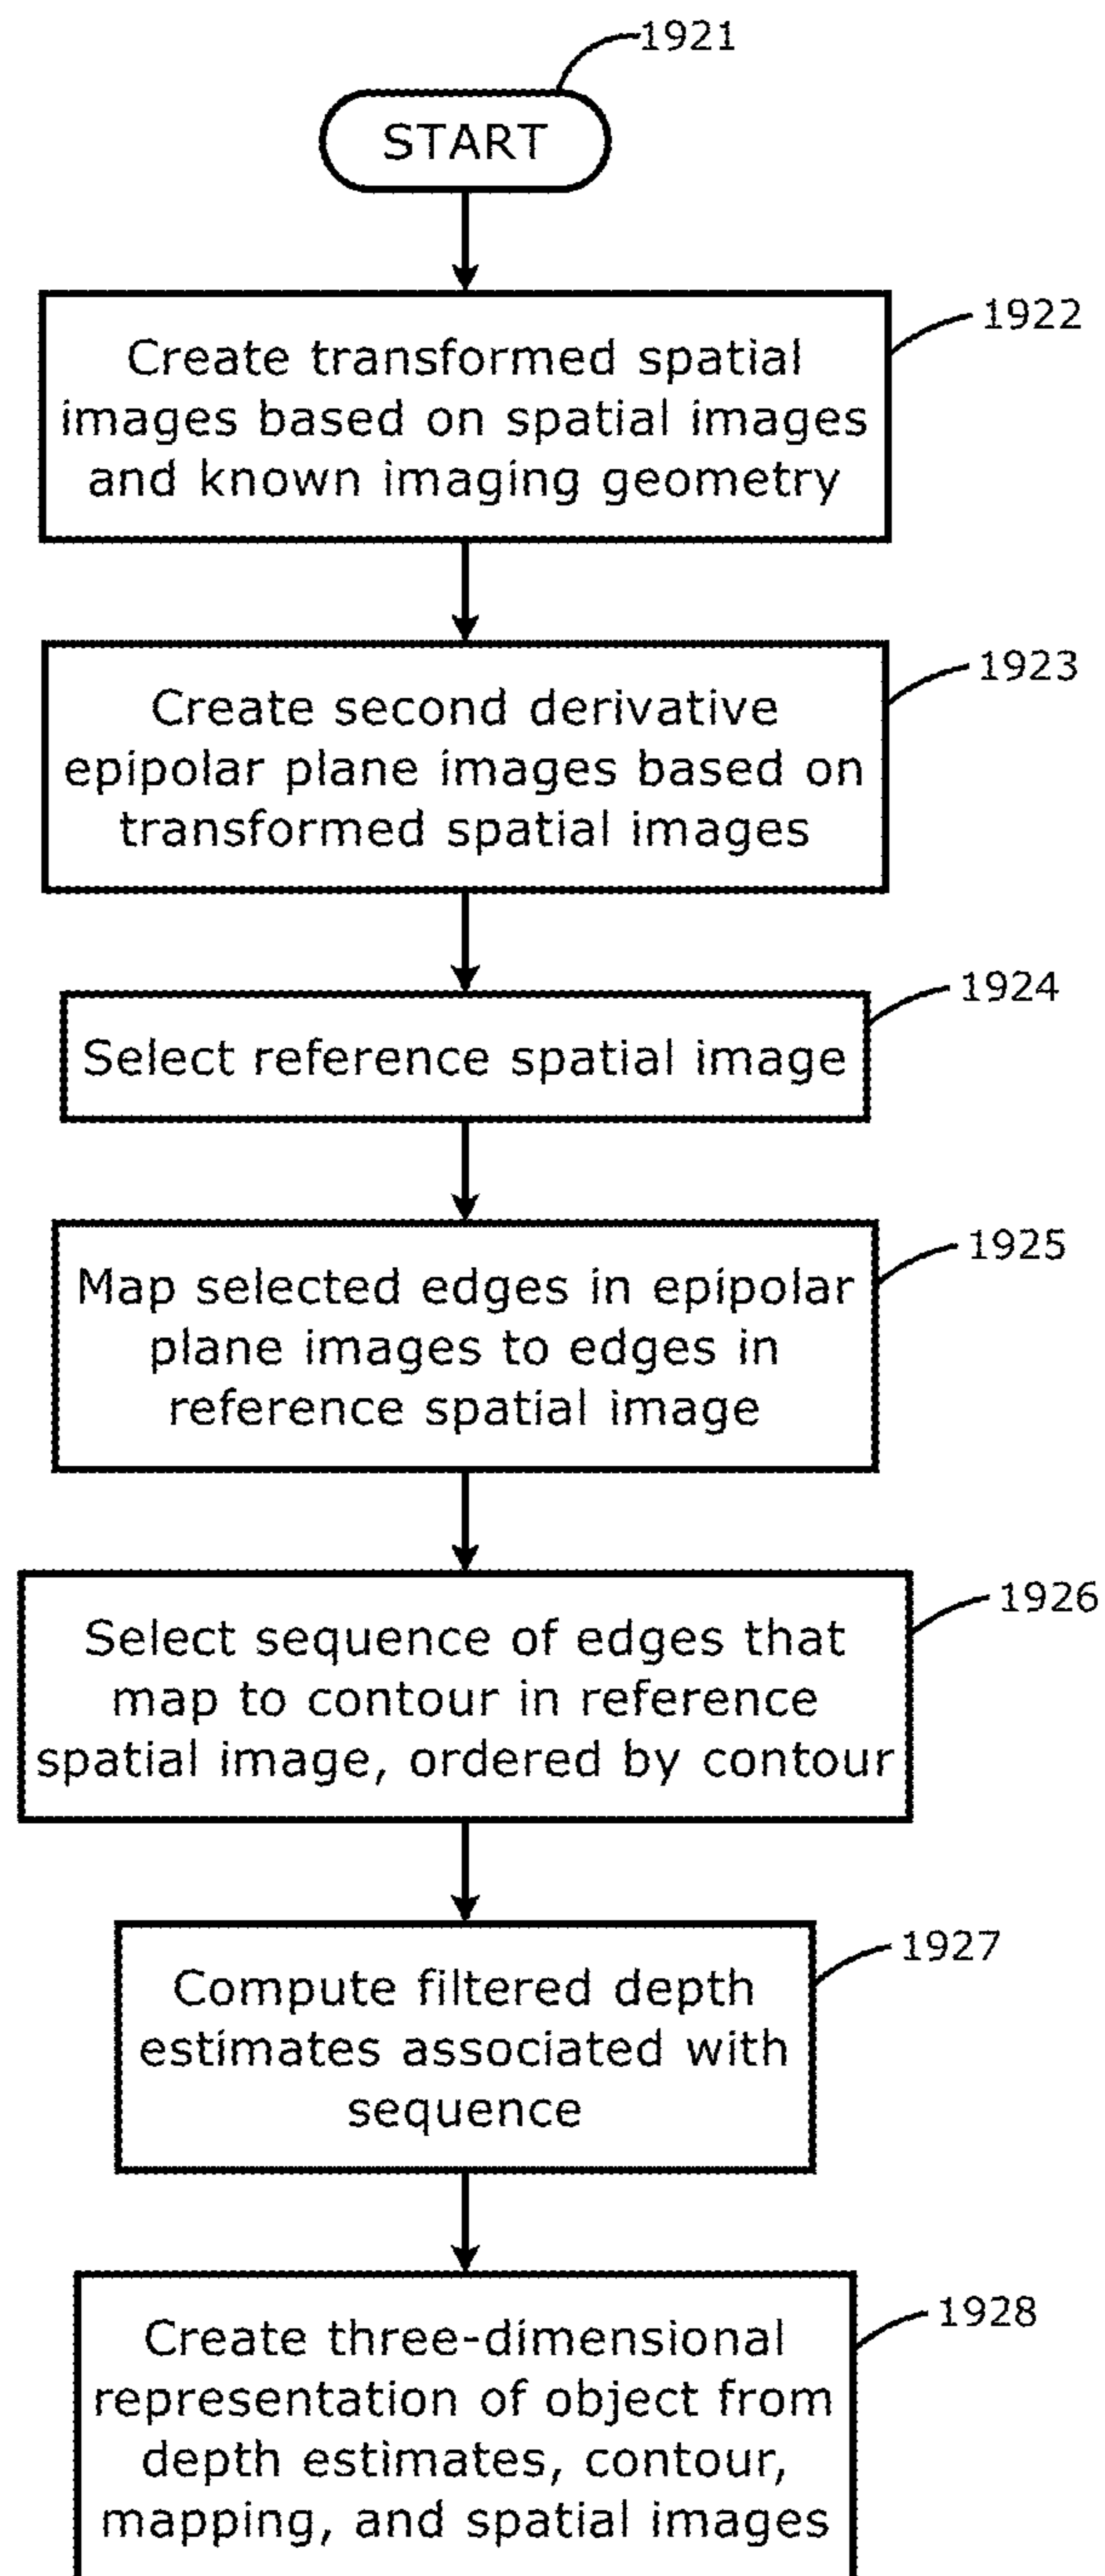 1921
START
1922
Create transformed spatial
images based on spatial images
and known imaging geometry
1923
Create second derivative
epipolar plane images based on
transformed spatial images
1924
Select reference spatial image
1925
Map selected edges in epipolar
plane images to edges in
reference spatial image
1926
Select sequence of edges that
map to contour in reference
spatial image, ordered by contour
1927
Compute filtered depth
estimates associated with
sequence
1928
Create three-dimensional
representation of object from
depth estimates, contour,
mapping, and spatial images